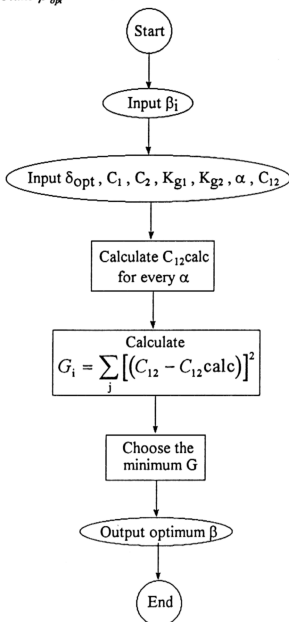 Start
Input βi
Input δopt , C1 , C2 , Kg1 , Kg2 , α , C12
Calculate C12calc
for every α
Calculate
Gi = ∑j [(C12 − C12calc)]²
Choose the
minimum G
Output optimum β
End